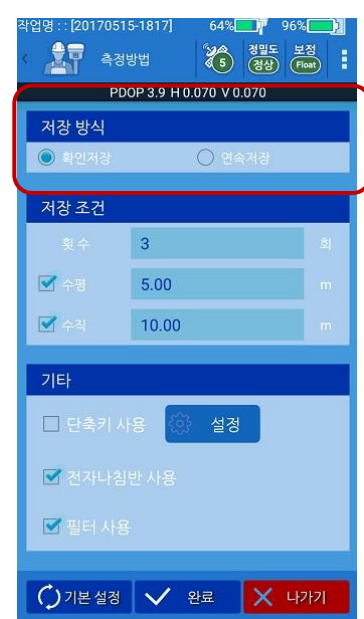 작업명 : : [20170515-1817] 64% 96%
측정방법 5 정밀도 정상 보정 Float
PDOP 3.9 H 0.070 V 0.070
저장 방식
확인저장 연속저장
저장 조건
횟 수 3 회
수평 5.00 m
수직 10.00 m
기타
단축키 사용 설정
전자나침반 사용
필터 사용
기본 설정 완료 나가기